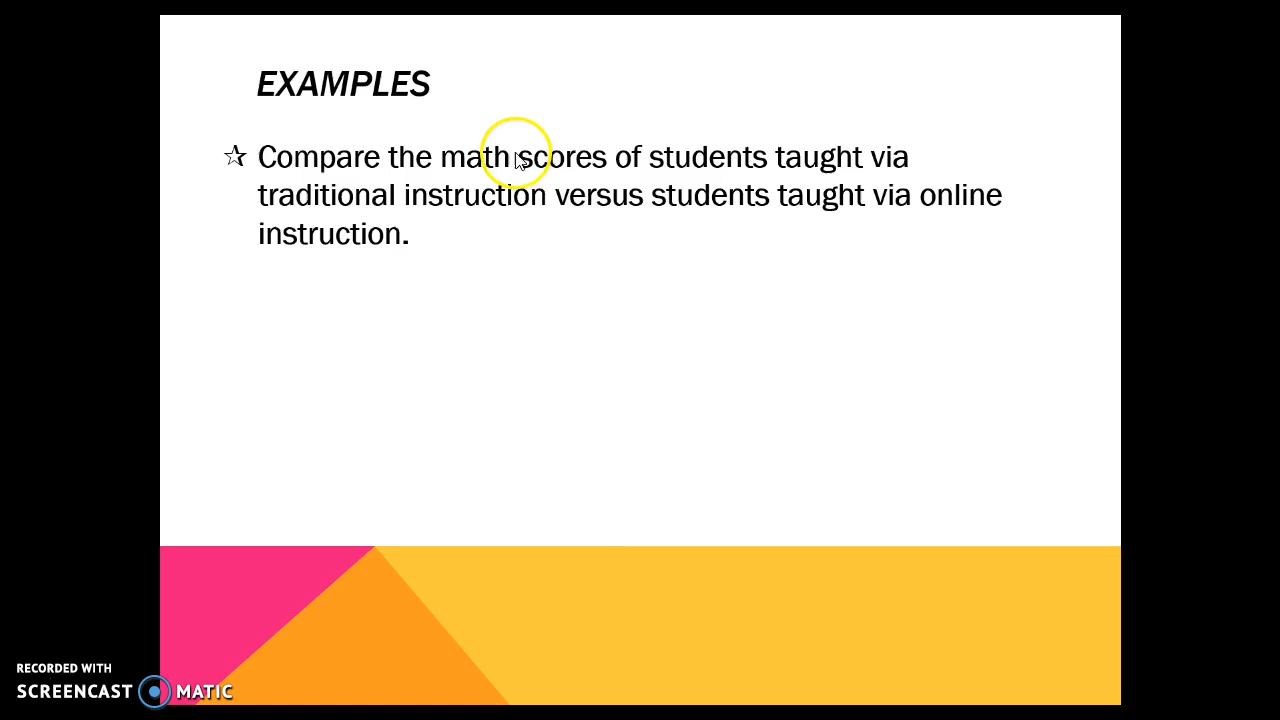 EXAMPLES
Compare the math scores of students taught via
traditional instruction versus students taught via online
instruction.
RECORDED WITH
SCREENCAST MATIC